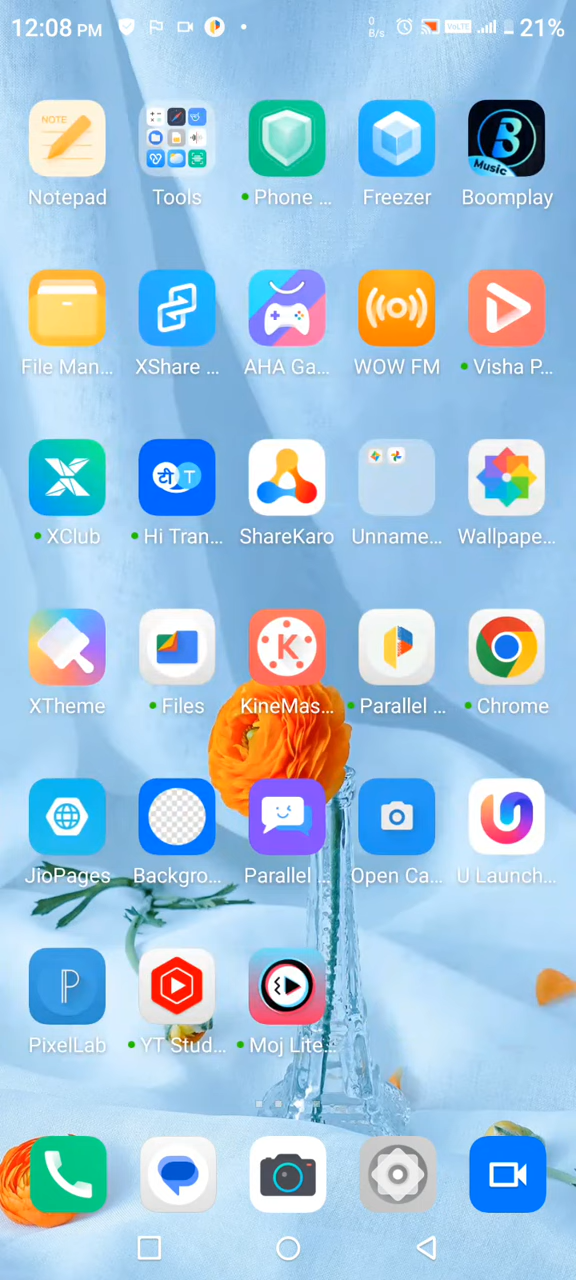 12:08 PM
0
B/s
VoLTE
21%
NOTE
B
Music
Notepad
Tools
Phone ...
Freezer
Boomplay
File Man...
XShare ...
AHA Ga...
WOW FM
Visha P...
टी T
XClub
Hi Tran...
ShareKaro
Unname...
Wallpape...
K
XTheme
Files
KineMas...
Parallel ...
Chrome
JioPages
Backgro...
Parallel ...
Open Ca...
U Launch...
P
PixelLab
YT Stud...
Moj Lite...